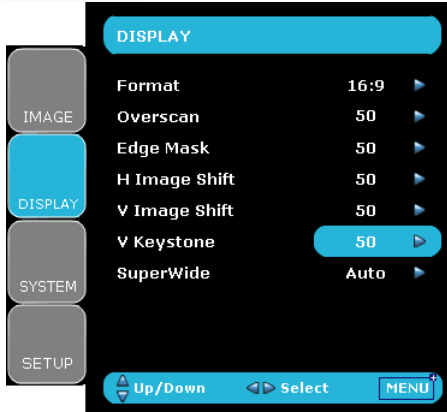 DISPLAY
Format 16:9
IMAGE
Overscan 50
Edge Mask 50
H Image Shift 50
DISPLAY
V Image Shift 50
V Keystone 50
SYSTEM
SuperWide Auto
SETUP
Up/Down Select MENU